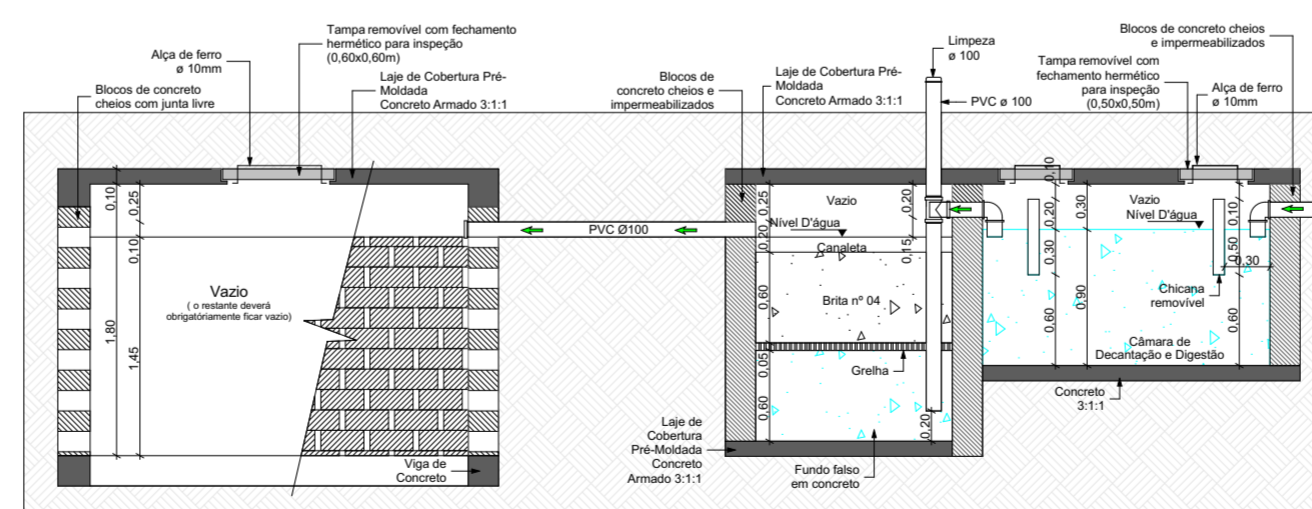 Tampa removível com fechamento
hermético para inspeção
(0,60x0,60m)
Alça de ferro
ø 10mm
Blocos de concreto
cheios com junta livre
Laje de Cobertura Pré-
Moldada
Concreto Armado 3:1:1
Blocos de
concreto cheios e
impermeabilizados
Laje de Cobertura Pré-
Moldada
Concreto Armado 3:1:1
Limpeza
ø 100
PVC ø 100
Blocos de concreto cheios
e impermeabilizados
Tampa removível com
fechamento hermético
para inspeção
(0,50x0,50m)
Alça de ferro
ø 10mm
0,10
0,25
0,10
1,80
1,45
Vazio
( o restante deverá
obrigatóriamente ficar vazio)
Viga de
Concreto
PVC Ø100
0,25
0,20
0,60
0,05
0,60
Vazio
Nível D'água
Canaleta
0,20
0,15
Brita nº 04
Grelha
0,20
Laje de
Cobertura
Pré-Moldada
Concreto
Armado 3:1:1
Fundo falso
em concreto
0,10
0,20
0,30
0,60
0,30
0,90
Vazio
Nível D'água
0,10
0,50
0,30
0,60
Chicana
removível
Câmara de
Decantação e Digestão
Concreto
3:1:1